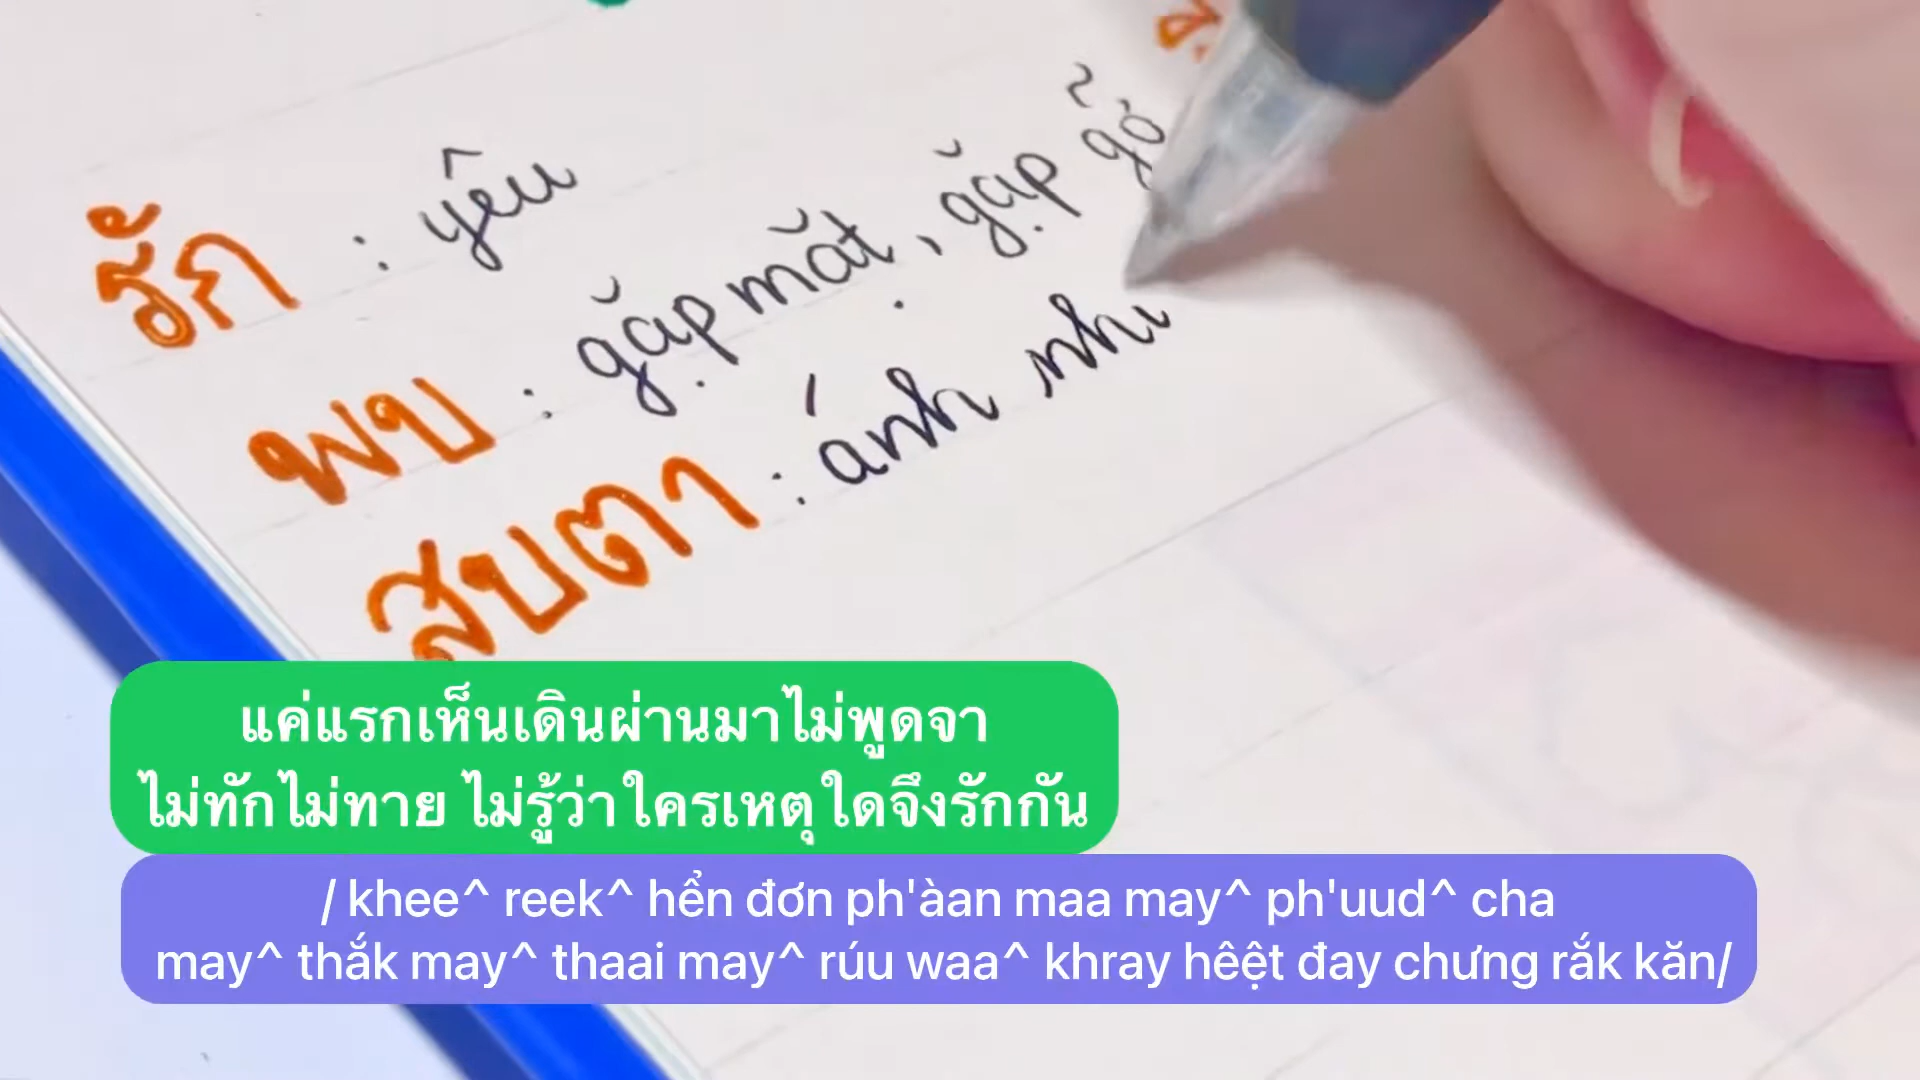 รัก : yêu
พบ : gặp mặt, gặp gỡ
สบตา : ánh nhì
แค่แรกเห็นเดินผ่านมาไม่พูดจา
ไม่ทักไม่ทาย ไม่รู้ว่าใครเหตุใดจึงรักกัน
/ khee^ reek^ hển đơn ph'àan maa may^ ph'uud^ cha
may^ thắk may^ thaai may^ rúu waa^ khray hêệt đay chưng rắk kăn/